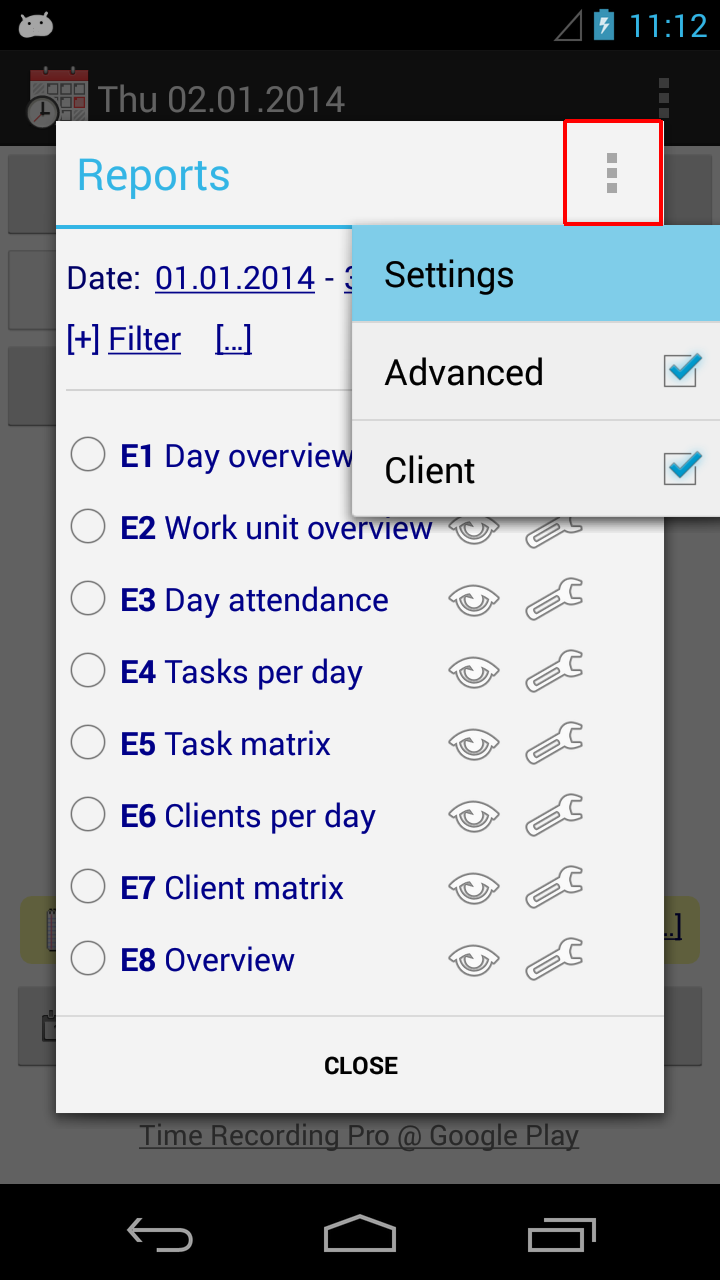 11:12
Thu 02.01.2014
Reports
Settings
Date: 01.01.2014 -
Advanced
[+] Filter [...]
Client
E1 Day overview
E2 Work unit overview
E3 Day attendance
E4 Tasks per day
E5 Task matrix
E6 Clients per day
E7 Client matrix
E8 Overview
..]
CLOSE
Time Recording Pro @ Google Play